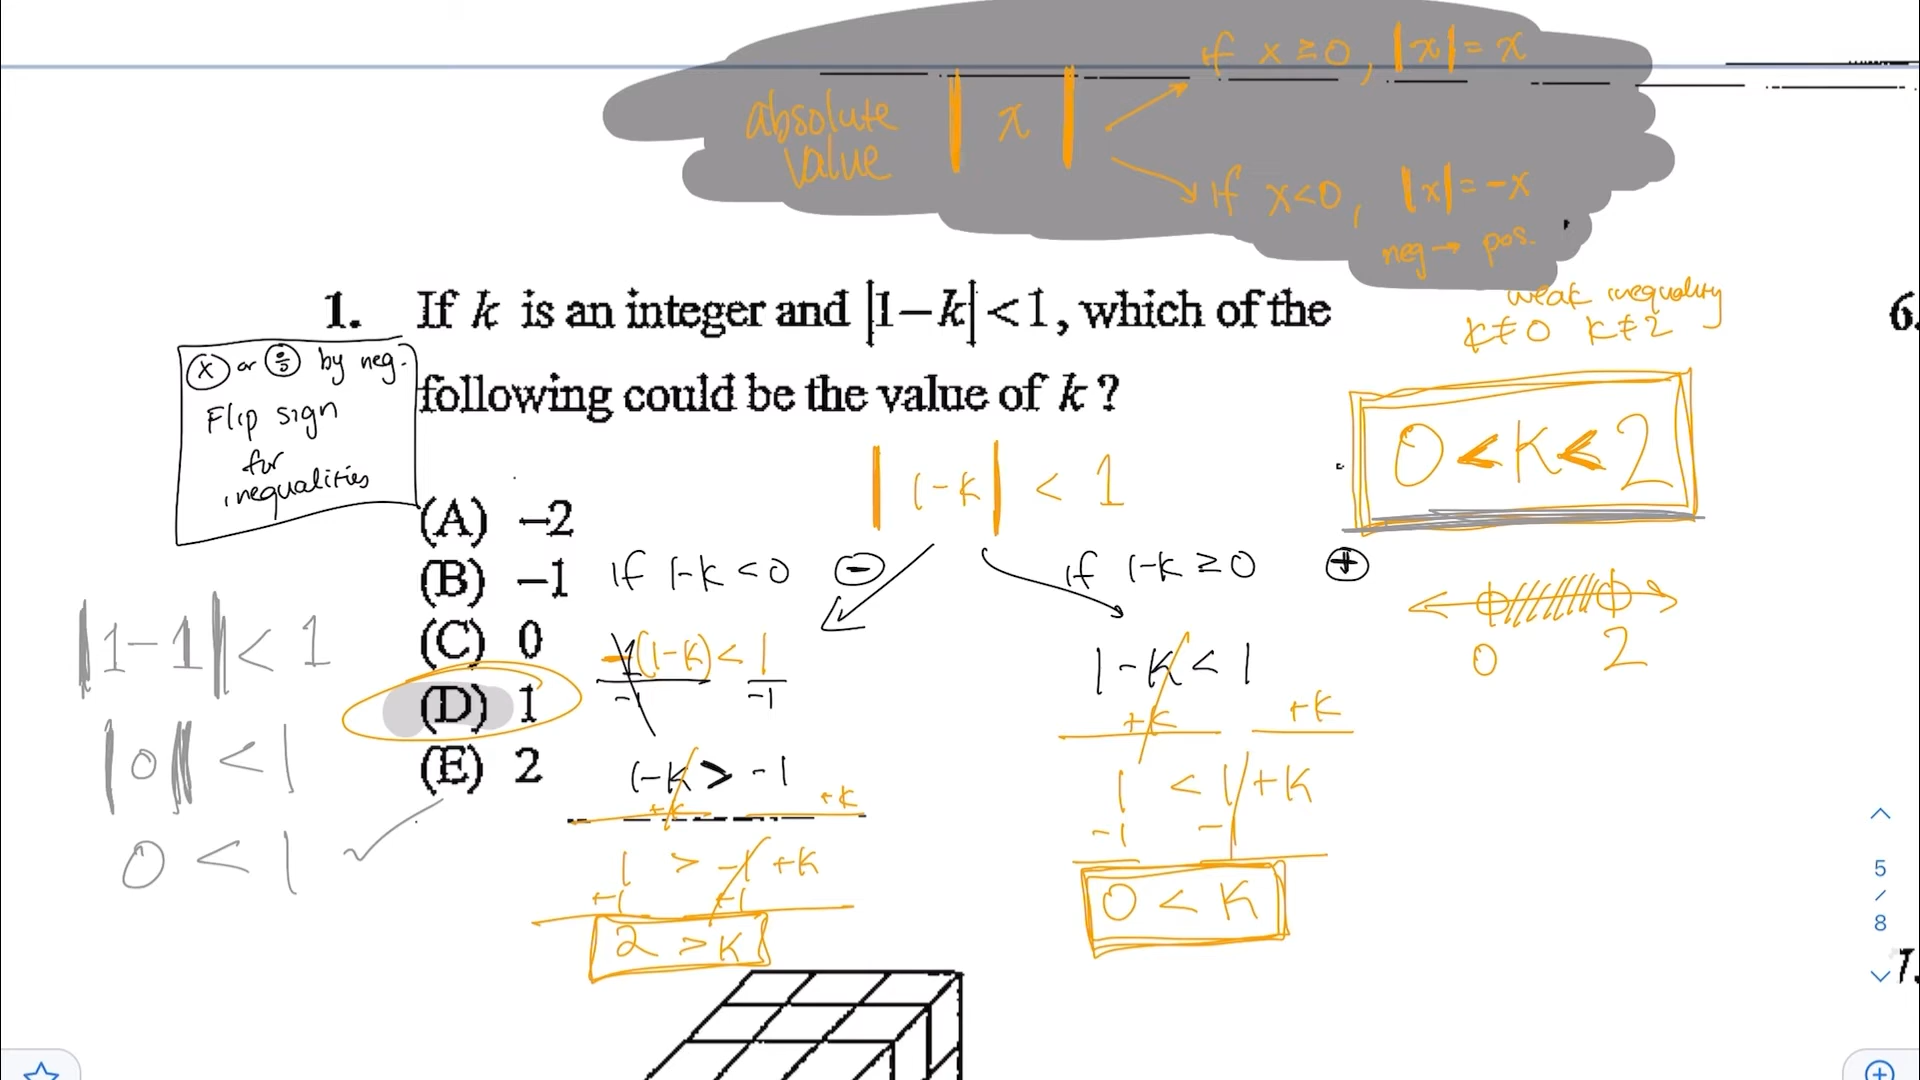 absolute value
|x|
if x ≥ 0, |x| = x
if x<0, |x| = -x
neg → pos.
1. If k is an integer and |1-k|<1, which of the
following could be the value of k?
weak inequality
k≠0 k≠2
0 < k < 2
0 2
(x) or (÷) by neg.
Flip sign
for
inequalities
(A) -2
(B) -1
(C) 0
(D) 1
(E) 2
|1-k| < 1
if 1-k < 0 (-)
-1(1-k) < 1
-1 -1
1-k > -1
+k +k
1 > -1 + k
+1 +1
2 > k
if 1-k ≥ 0 (+)
1-k < 1
+k +k
1 < 1+k
-1 -1
0 < k
|1-1| < 1
|0| < 1
0 < 1 ✓
6.
5
/
8
7.